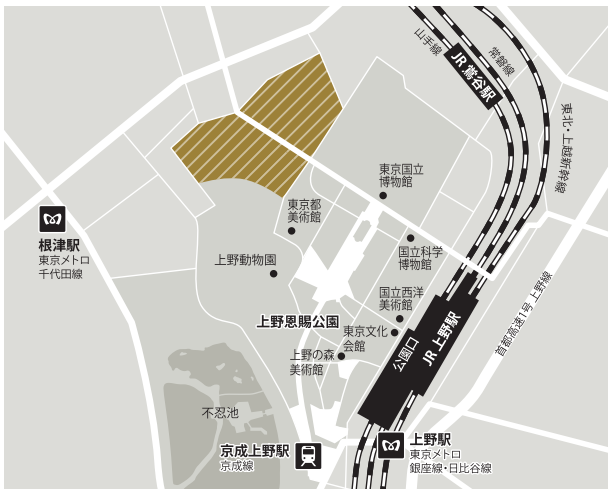 山手線
JR 鶯谷駅
常磐線
東北・上越新幹線
東京国立
博物館
東京都
美術館
国立科学
博物館
上野動物園
根津駅
東京メトロ
千代田線
国立西洋
美術館
上野恩賜公園
東京文化
会館
上野の森
美術館
公園口
JR 上野駅
首都高速1号 上野線
不忍池
京成上野駅
京成線
上野駅
東京メトロ
銀座線・日比谷線